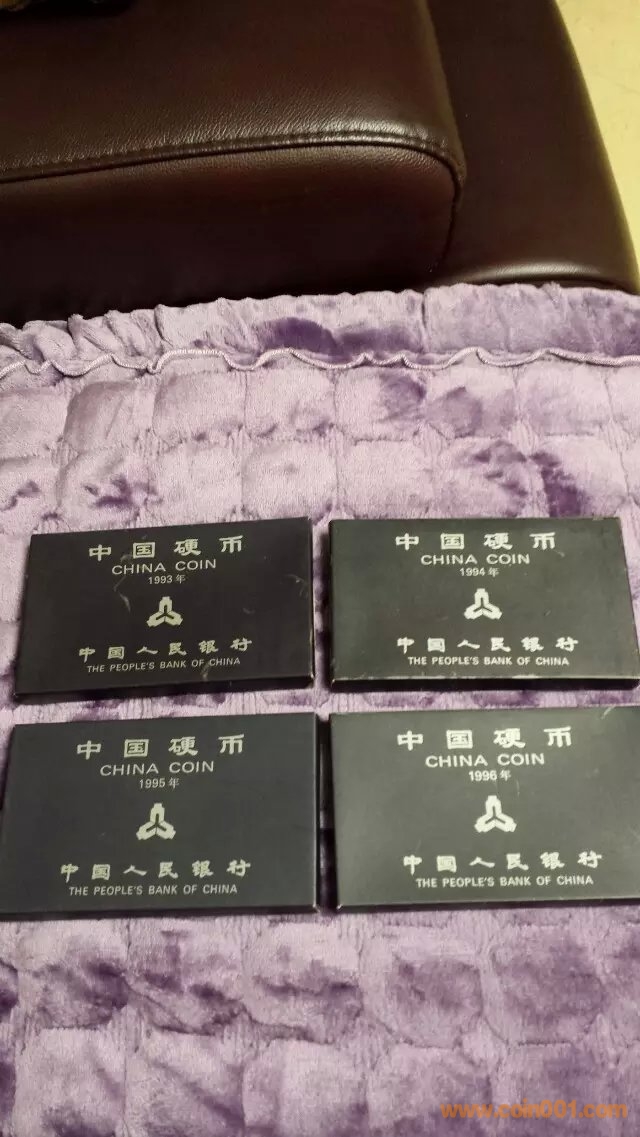 中国硬币
CHINA COIN
1993年
中国人民银行
THE PEOPLE'S BANK OF CHINA
中国硬币
CHINA COIN
1994年
中国人民银行
THE PEOPLE'S BANK OF CHINA
中国硬币
CHINA COIN
1995年
中国人民银行
THE PEOPLE'S BANK OF CHINA
中国硬币
CHINA COIN
1996年
中国人民银行
THE PEOPLE'S BANK OF CHINA
www.coin001.com